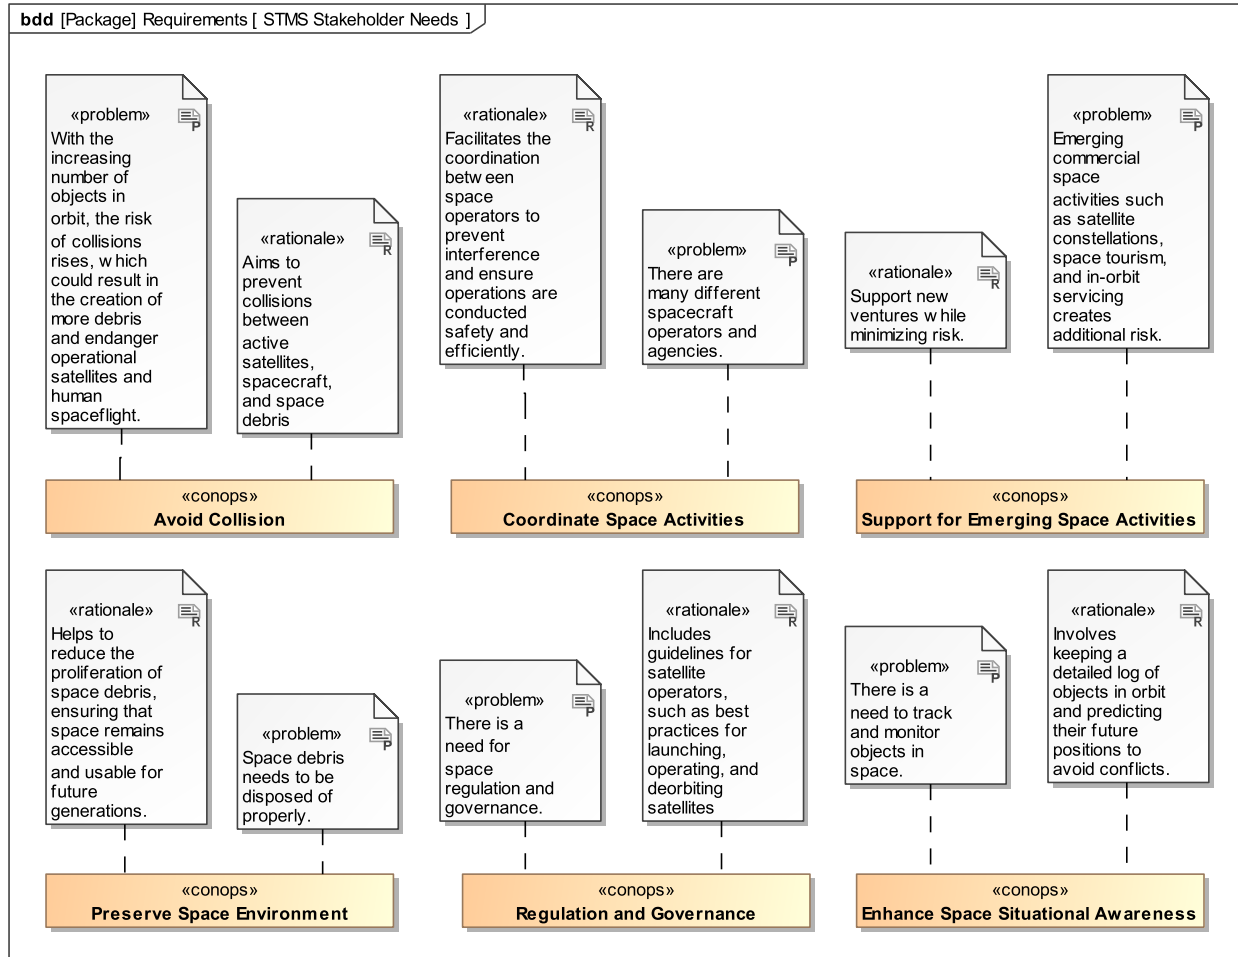 bdd [Package] Requirements [ STMS Stakeholder Needs ]
«problem»
P
With the
increasing
number of
objects in
orbit, the risk
of collisions
rises, which
could result in
the creation of
more debris
and endanger
operational
satellites and
human
spaceflight.
«rationale»
R
Aims to
prevent
collisions
between
active
satellites,
spacecraft,
and space
debris
«conops»
Avoid Collision
«rationale»
R
Facilitates the
coordination
between
space
operators to
prevent
interference
and ensure
operations are
conducted
safety and
efficiently.
«problem»
P
There are
many different
spacecraft
operators and
agencies.
«conops»
Coordinate Space Activities
«rationale»
R
Support new
ventures while
minimizing risk.
«problem»
P
Emerging
commercial
space
activities such
as satellite
constellations,
space tourism,
and in-orbit
servicing
creates
additional risk.
«conops»
Support for Emerging Space Activities
«rationale»
R
Helps to
reduce the
proliferation of
space debris,
ensuring that
space remains
accessible
and usable for
future
generations.
«problem»
P
Space debris
needs to be
disposed of
properly.
«conops»
Preserve Space Environment
«problem»
P
There is a
need for
space
regulation and
governance.
«rationale»
R
Includes
guidelines for
satellite
operators,
such as best
practices for
launching,
operating, and
deorbiting
satellites
«conops»
Regulation and Governance
«problem»
P
There is a
need to track
and monitor
objects in
space.
«rationale»
R
Involves
keeping a
detailed log of
objects in orbit
and predicting
their future
positions to
avoid conflicts.
«conops»
Enhance Space Situational Awareness